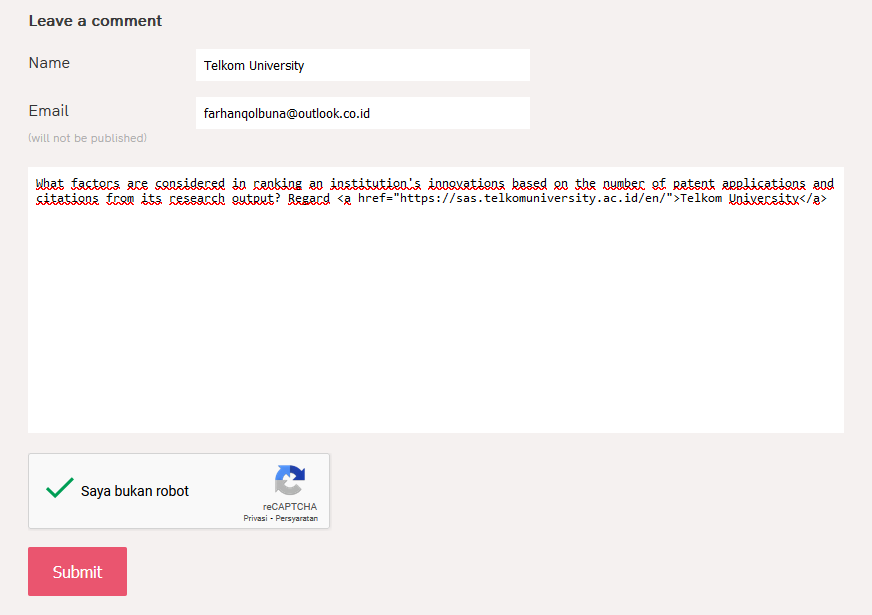 Leave a comment
Name
Telkom University
Email
farhanqolbuna@outlook.co.id
(will not be published)
What factors are considered in ranking an institution's innovations based on the number of patent applications and
citations from its research output? Regard <a href="https://sas.telkomuniversity.ac.id/en/">Telkom University</a>
Saya bukan robot
reCAPTCHA
Privasi - Persyaratan
Submit